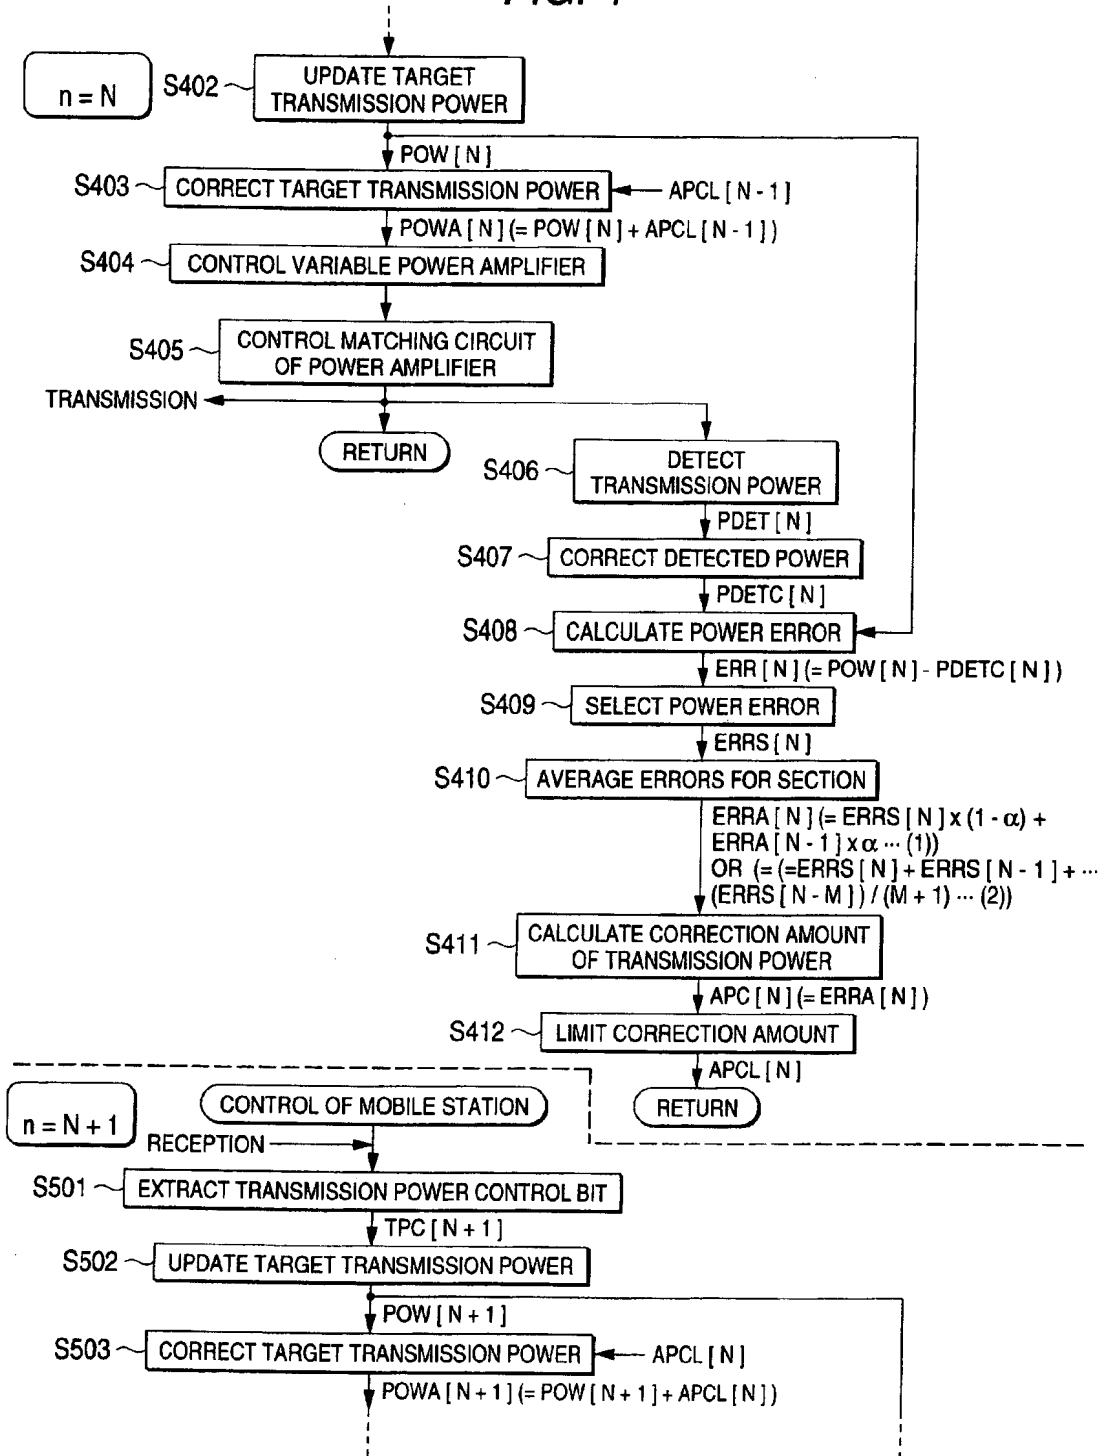 n = N
S402
UPDATE TARGET
TRANSMISSION POWER
POW [ N ]
S403
CORRECT TARGET TRANSMISSION POWER
APCL [ N - 1 ]
POWA [ N ] (= POW [ N ] + APCL [ N - 1 ] )
S404
CONTROL VARIABLE POWER AMPLIFIER
S405
CONTROL MATCHING CIRCUIT
OF POWER AMPLIFIER
TRANSMISSION
RETURN
S406
DETECT
TRANSMISSION POWER
PDET [ N ]
S407
CORRECT DETECTED POWER
PDETC [ N ]
S408
CALCULATE POWER ERROR
ERR [ N ] (= POW [ N ] - PDETC [ N ] )
S409
SELECT POWER ERROR
ERRS [ N ]
S410
AVERAGE ERRORS FOR SECTION
ERRA [ N ] (= ERRS [ N ] x (1 - α) +
ERRA [ N - 1 ] x α ··· (1))
OR (= (=ERRS [ N ] + ERRS [ N - 1 ] + ···
(ERRS [ N - M ] ) / (M + 1) ··· (2))
S411
CALCULATE CORRECTION AMOUNT
OF TRANSMISSION POWER
APC [ N ] (= ERRA [ N ] )
S412
LIMIT CORRECTION AMOUNT
APCL [ N ]
RETURN
n = N + 1
CONTROL OF MOBILE STATION
RECEPTION
S501
EXTRACT TRANSMISSION POWER CONTROL BIT
TPC [ N + 1 ]
S502
UPDATE TARGET TRANSMISSION POWER
POW [ N + 1 ]
S503
CORRECT TARGET TRANSMISSION POWER
APCL [ N ]
POWA [ N + 1 ] (= POW [ N + 1 ] + APCL [ N ] )